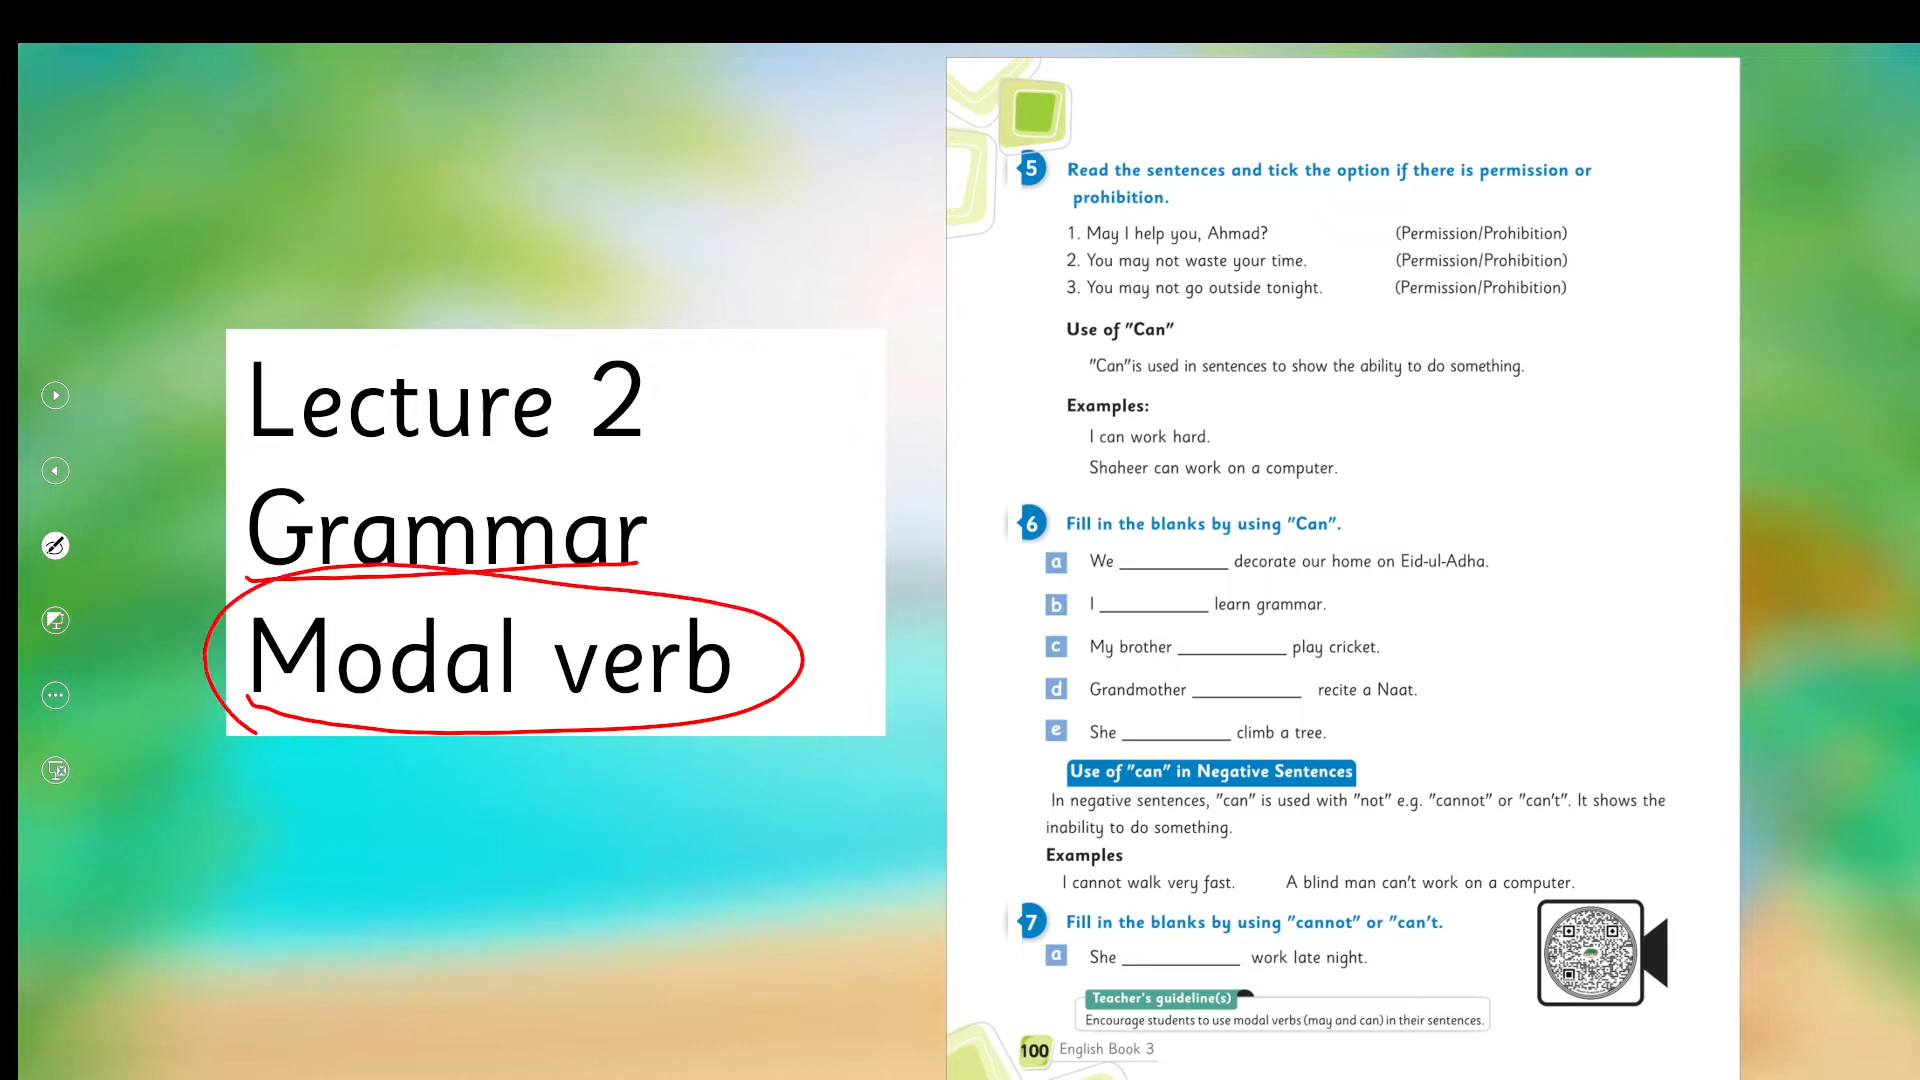 Lecture 2
Grammar
Modal verb
5 Read the sentences and tick the option if there is permission or
prohibition.
1. May I help you, Ahmad? (Permission/Prohibition)
2. You may not waste your time. (Permission/Prohibition)
3. You may not go outside tonight. (Permission/Prohibition)
Use of "Can"
"Can"is used in sentences to show the ability to do something.
Examples:
I can work hard.
Shaheer can work on a computer.
6 Fill in the blanks by using "Can".
a We ____________ decorate our home on Eid-ul-Adha.
b I ____________ learn grammar.
c My brother ____________ play cricket.
d Grandmother ____________ recite a Naat.
e She ____________ climb a tree.
Use of "can" in Negative Sentences
In negative sentences, "can" is used with "not" e.g. "cannot" or "can't". It shows the
inability to do something.
Examples
I cannot walk very fast. A blind man can't work on a computer.
7 Fill in the blanks by using "cannot" or "can't.
a She _____________ work late night.
Teacher's guideline(s)
Encourage students to use modal verbs (may and can) in their sentences.
100 English Book 3